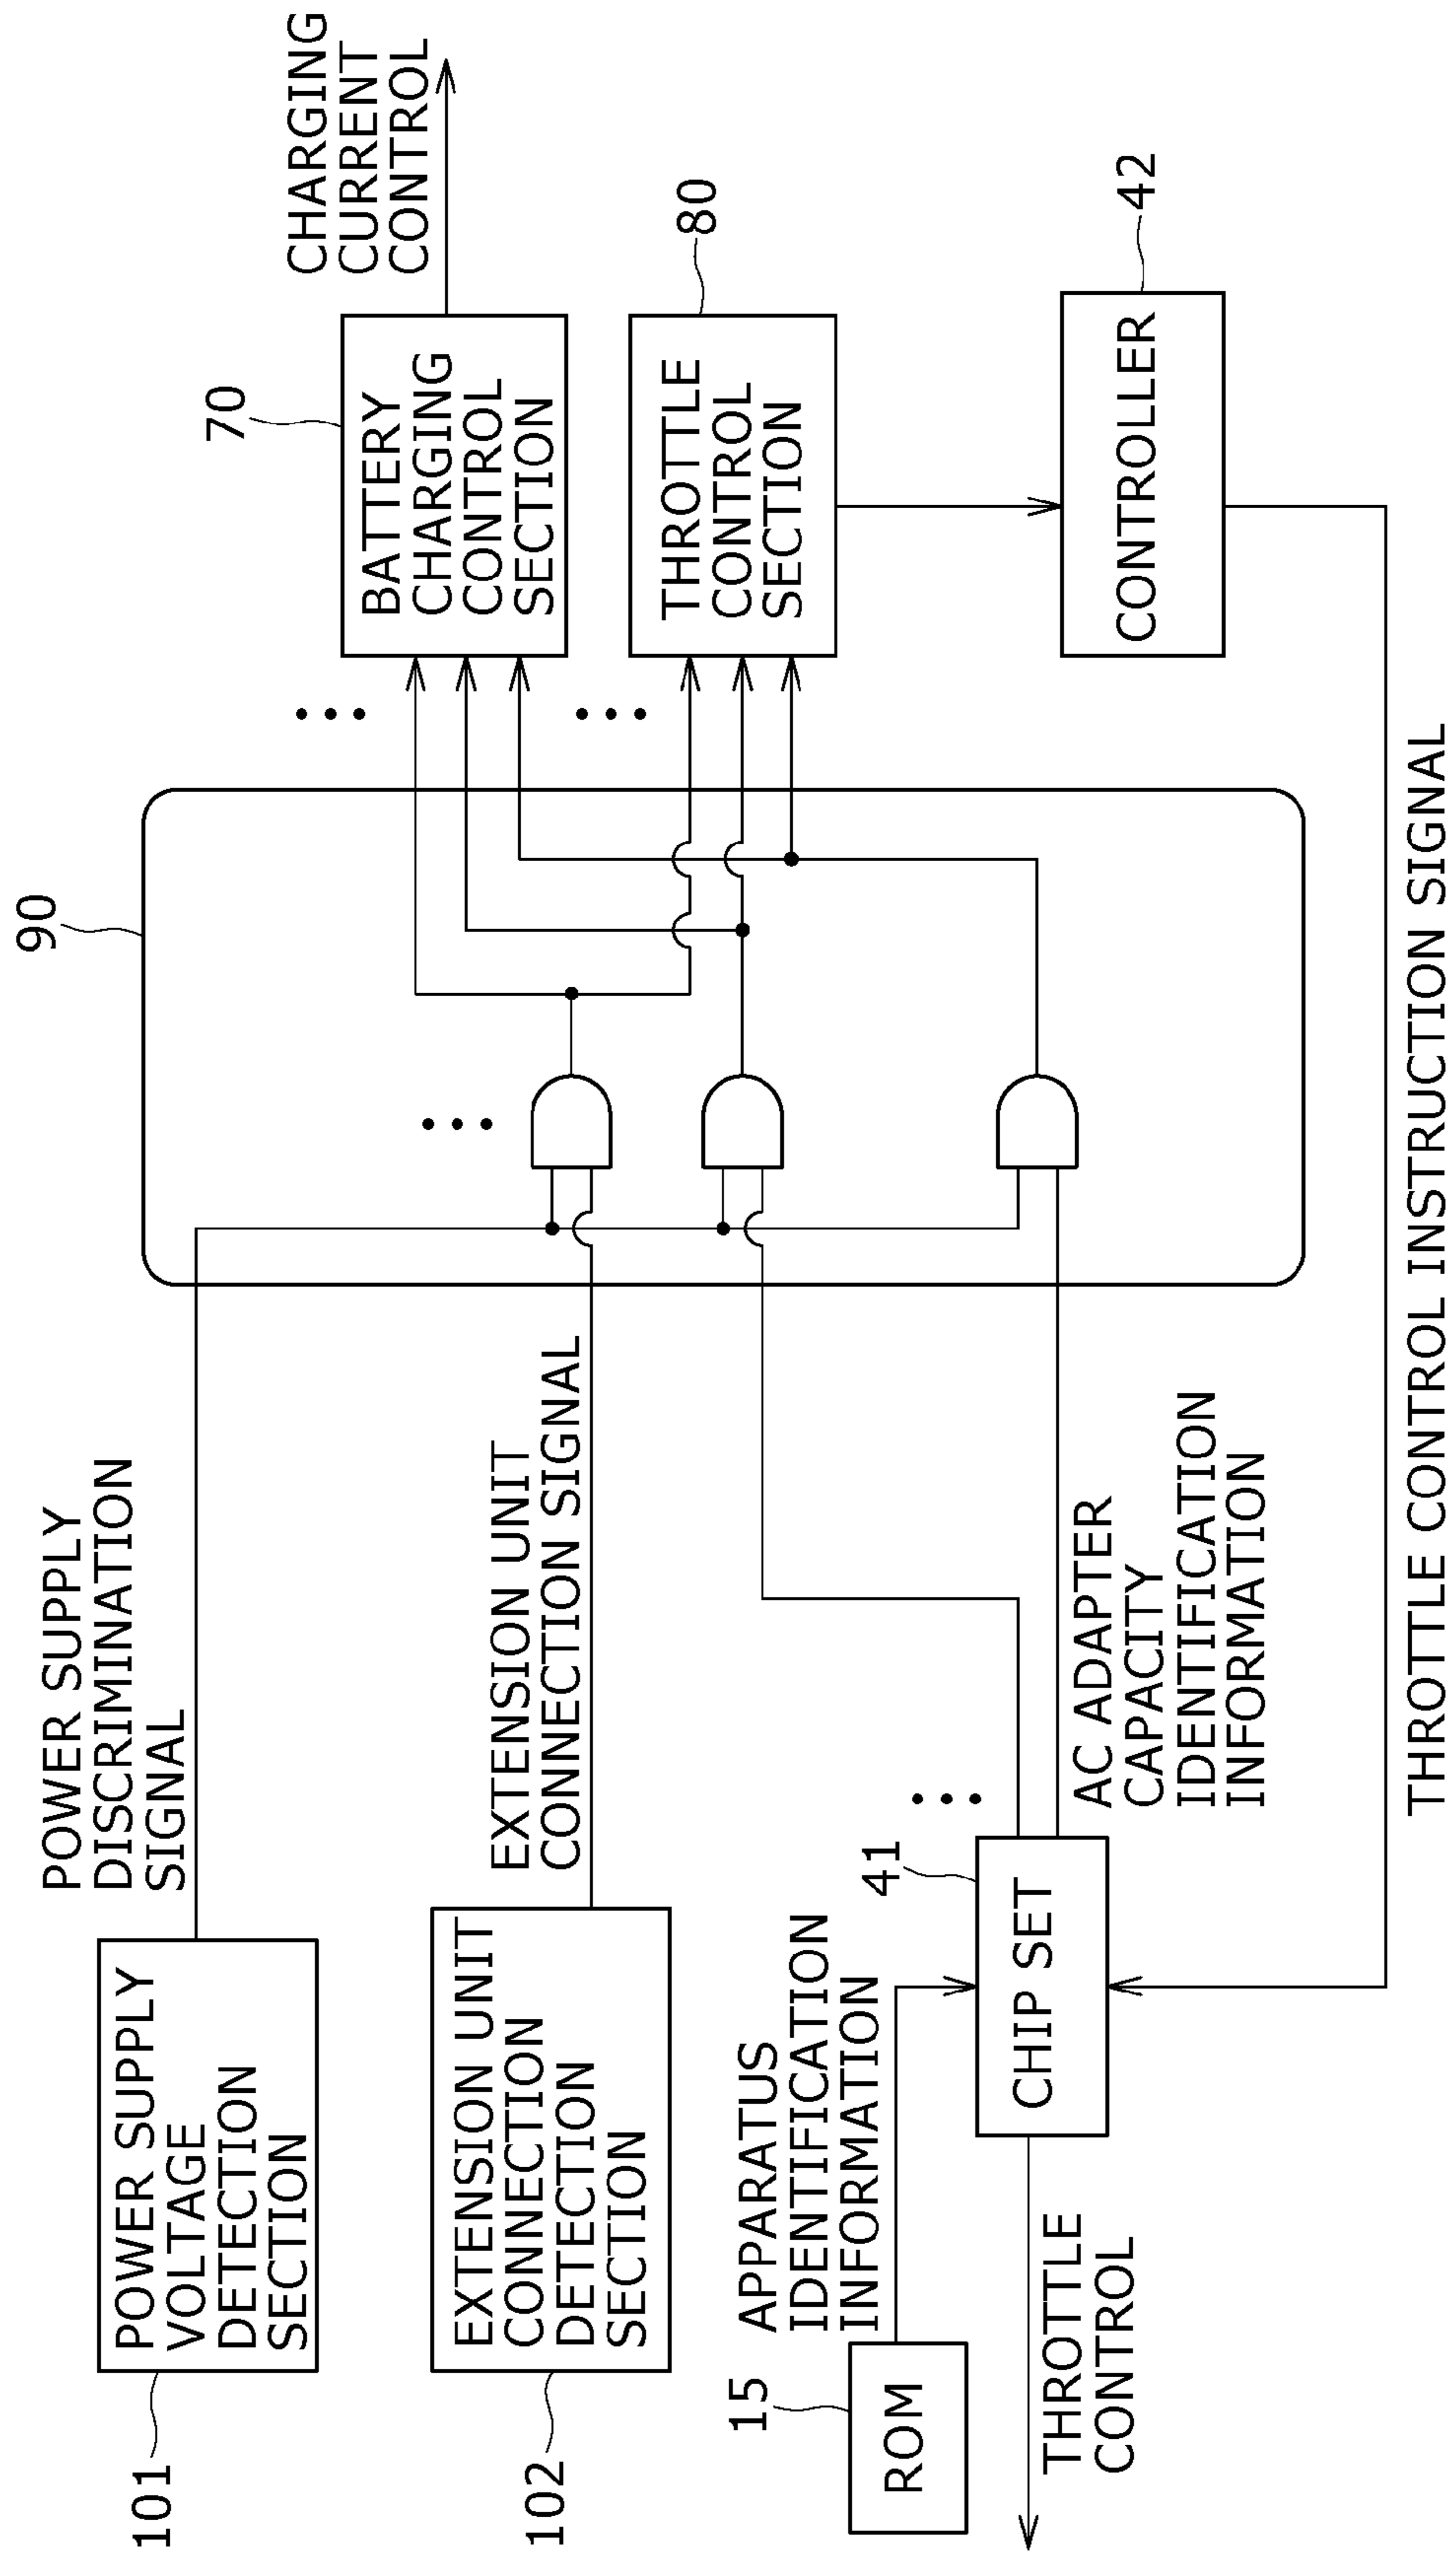 101
POWER SUPPLY
VOLTAGE
DETECTION
SECTION
POWER SUPPLY
DISCRIMINATION
SIGNAL
90
70
BATTERY
CHARGING
CONTROL
SECTION
CHARGING
CURRENT
CONTROL
102
EXTENSION UNIT
CONNECTION
DETECTION
SECTION
EXTENSION UNIT
CONNECTION SIGNAL
80
THROTTLE
CONTROL
SECTION
15
ROM
APPARATUS
IDENTIFICATION
INFORMATION
41
CHIP SET
AC ADAPTER
CAPACITY
IDENTIFICATION
INFORMATION
42
CONTROLLER
THROTTLE
CONTROL
THROTTLE CONTROL INSTRUCTION SIGNAL